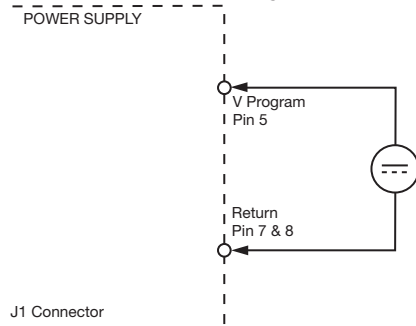 POWER SUPPLY
V Program
Pin 5
Return
Pin 7 & 8
J1 Connector